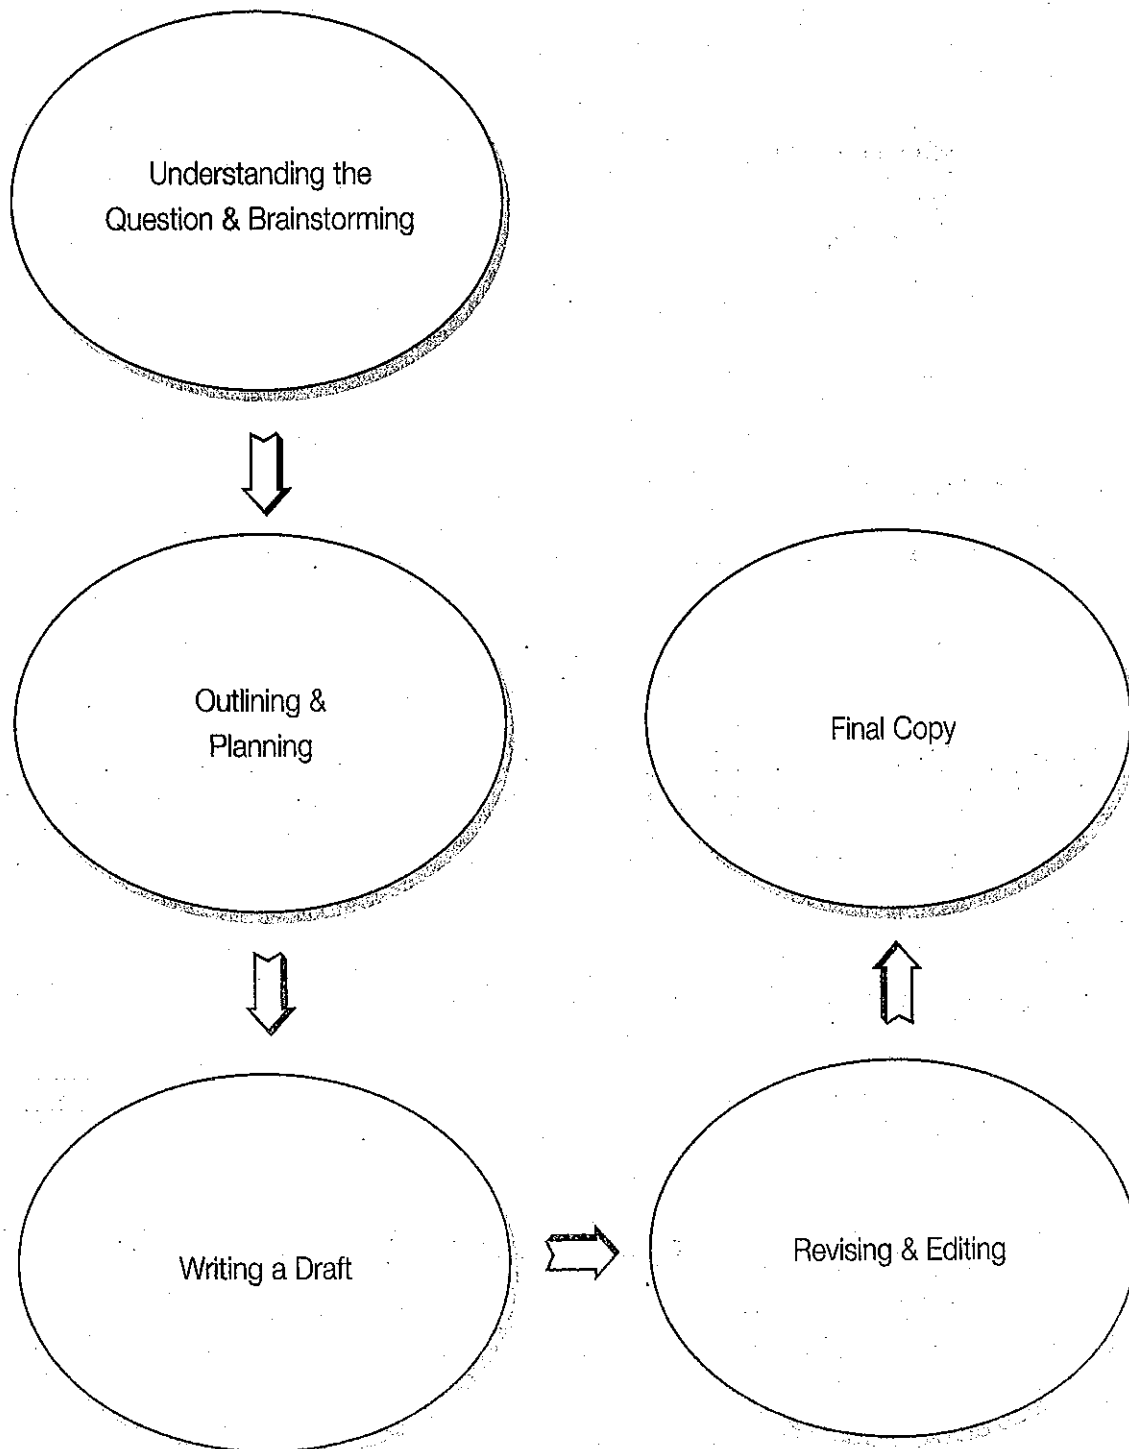 Understanding the
Question & Brainstorming
Outlining &
Planning
Writing a Draft
Revising & Editing
Final Copy